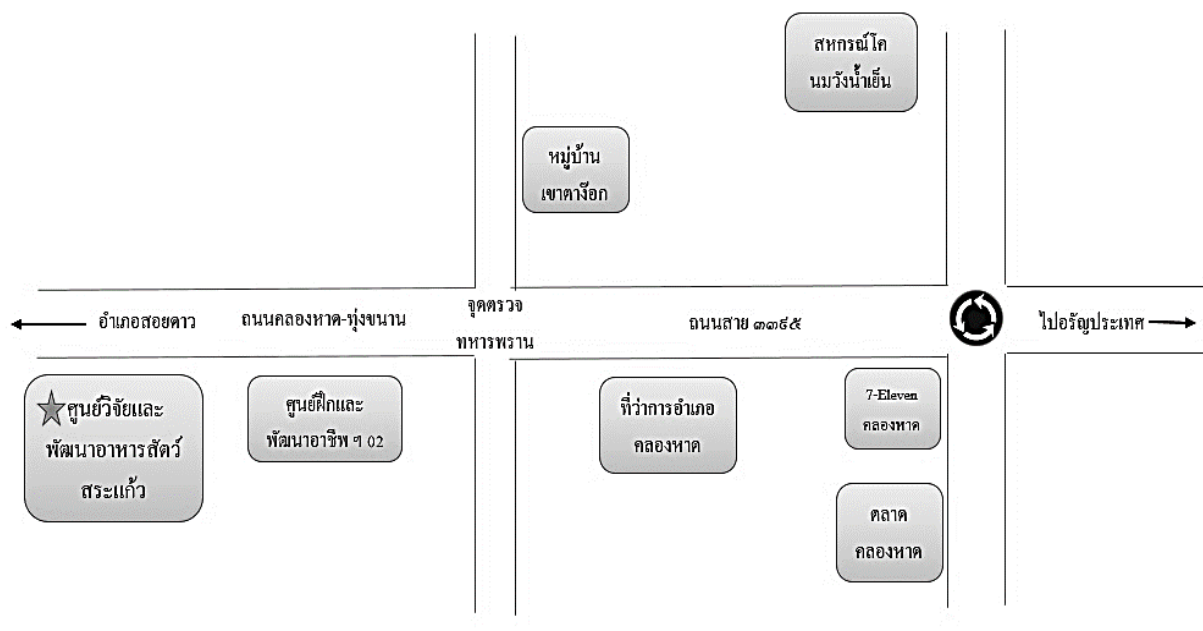 สหกรณ์โค
นมวังน้ำเย็น
หมู่บ้าน
เขาตาง๊อก
อำเภอสอยดาว
ถนนคลองหาด-ทุ่งขนาน
จุดตรวจ
ทหารพราน
ถนนสาย ๓๓๙๕
ไปอรัญประเทศ
ศูนย์วิจัยและ
พัฒนาอาหารสัตว์
สระแก้ว
ศูนย์ฝึกและ
พัฒนาอาชีพ ฯ 02
ที่ว่าการอำเภอ
คลองหาด
7-Eleven
คลองหาด
ตลาด
คลองหาด